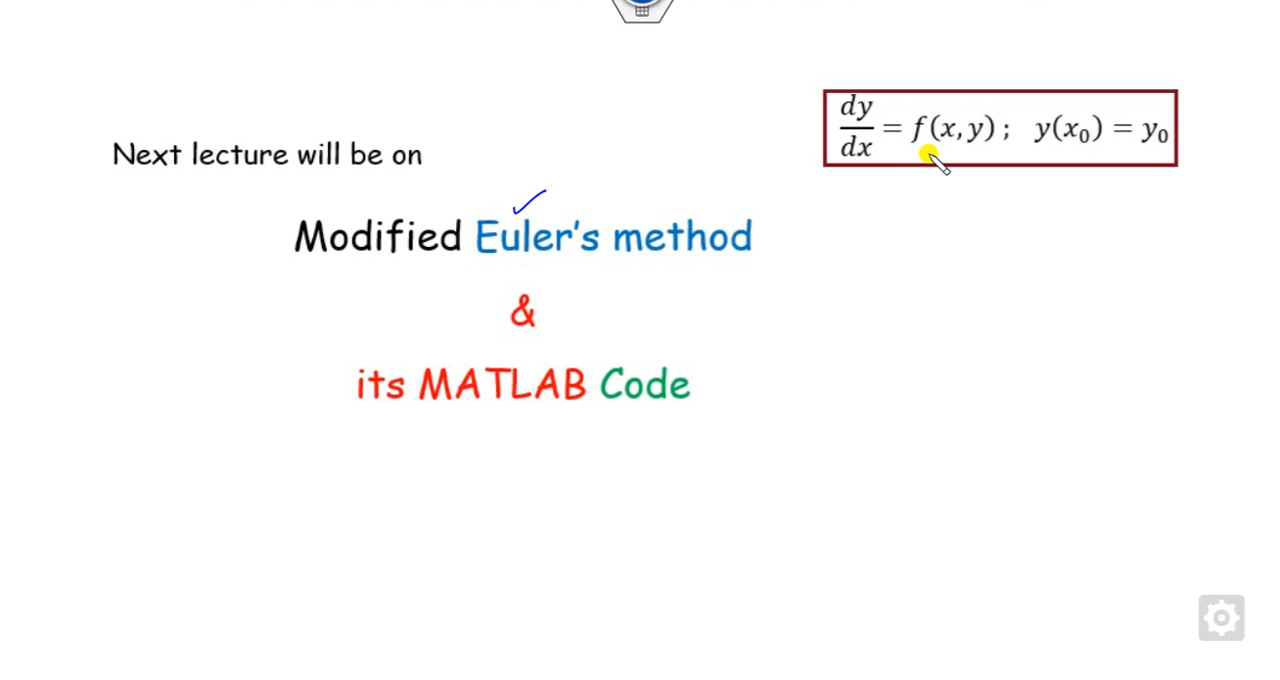 dy/dx = f(x, y) ; y(x₀) = y₀
Next lecture will be on
Modified Euler's method
&
its MATLAB Code